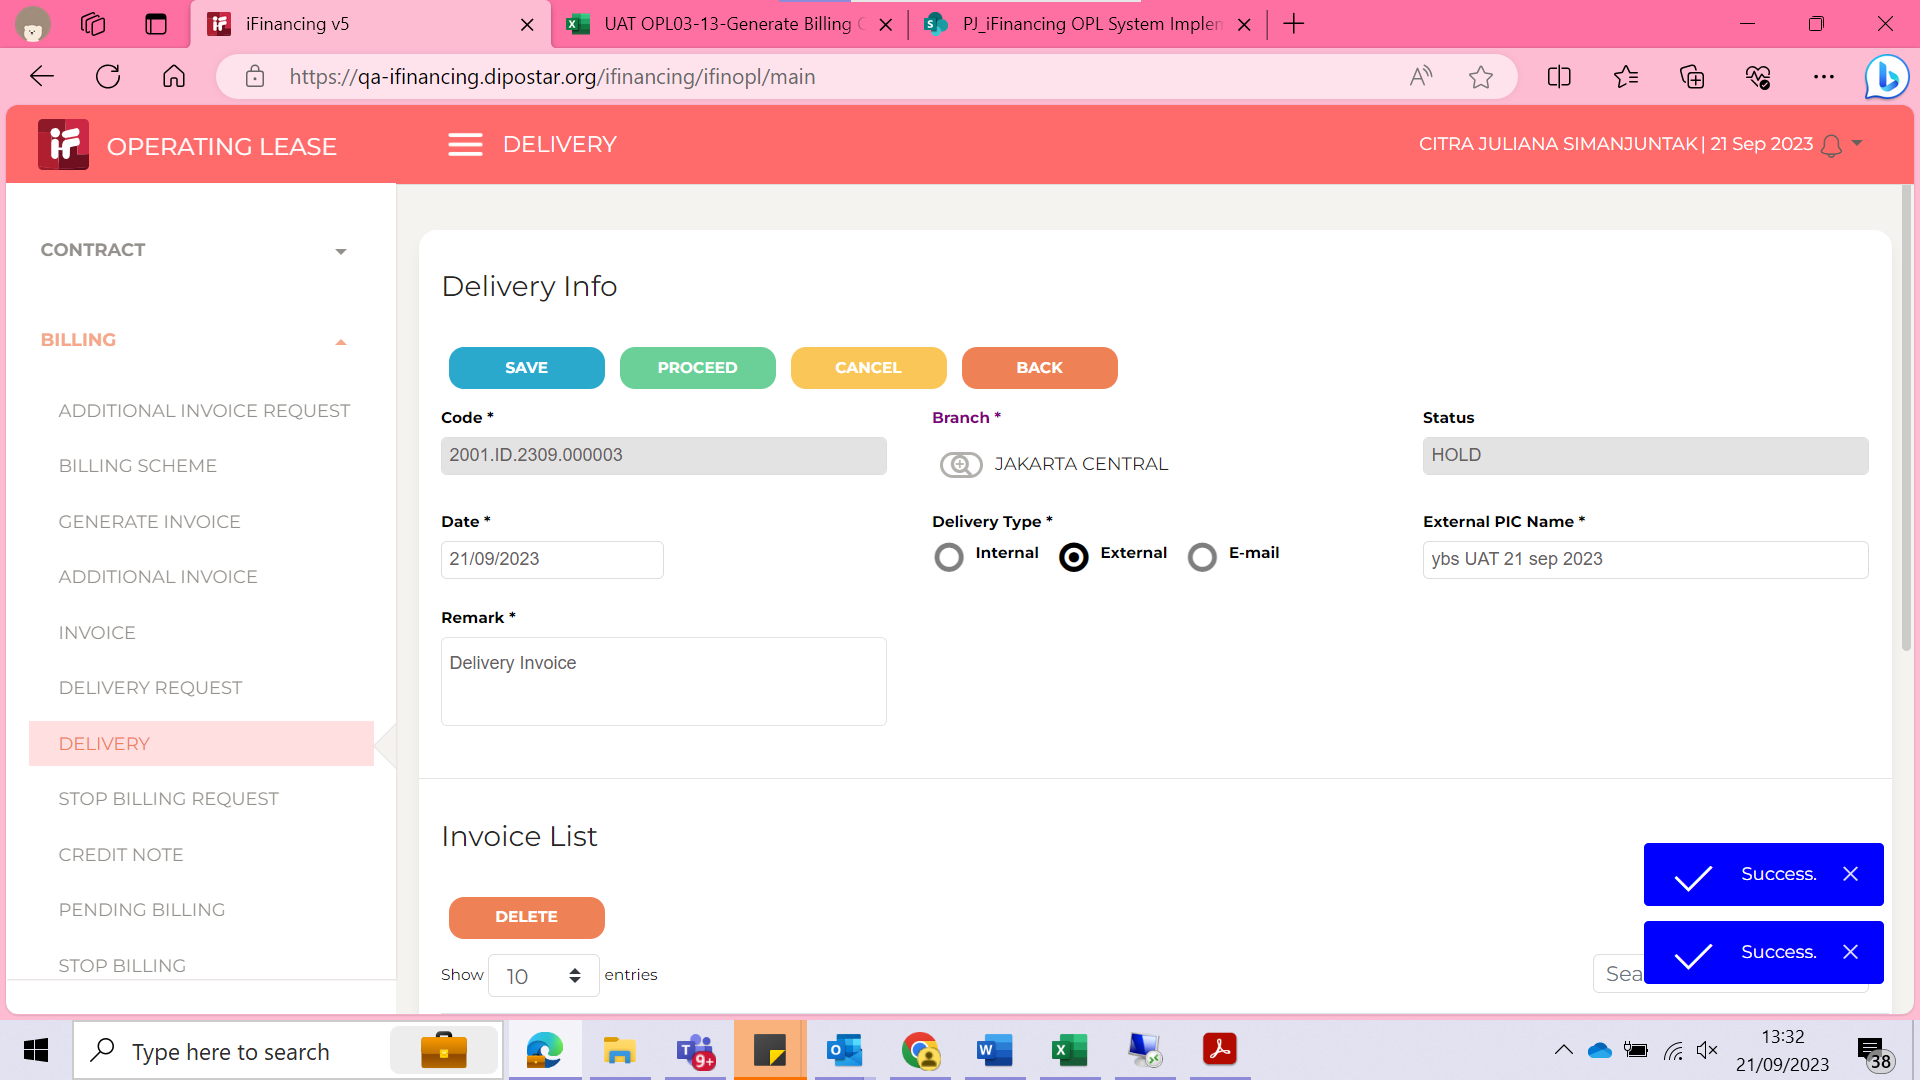 iFinancing v5
UAT OPL03-13-Generate Billing
PJ_iFinancing OPL System Implem
https://qa-ifinancing.dipostar.org/ifinancing/ifinopl/main
iF OPERATING LEASE
DELIVERY
CITRA JULIANA SIMANJUNTAK | 21 Sep 2023
CONTRACT
BILLING
ADDITIONAL INVOICE REQUEST
BILLING SCHEME
GENERATE INVOICE
ADDITIONAL INVOICE
INVOICE
DELIVERY REQUEST
DELIVERY
STOP BILLING REQUEST
CREDIT NOTE
PENDING BILLING
STOP BILLING
Delivery Info
SAVE PROCEED CANCEL BACK
Code * Branch * Status
2001.ID.2309.000003 JAKARTA CENTRAL HOLD
Date * Delivery Type * External PIC Name *
21/09/2023 Internal External E-mail ybs UAT 21 sep 2023
Remark *
Delivery Invoice
Invoice List
DELETE
Show 10 entries
Sea
Success.
Success.
Type here to search
9+
13:32
21/09/2023
38